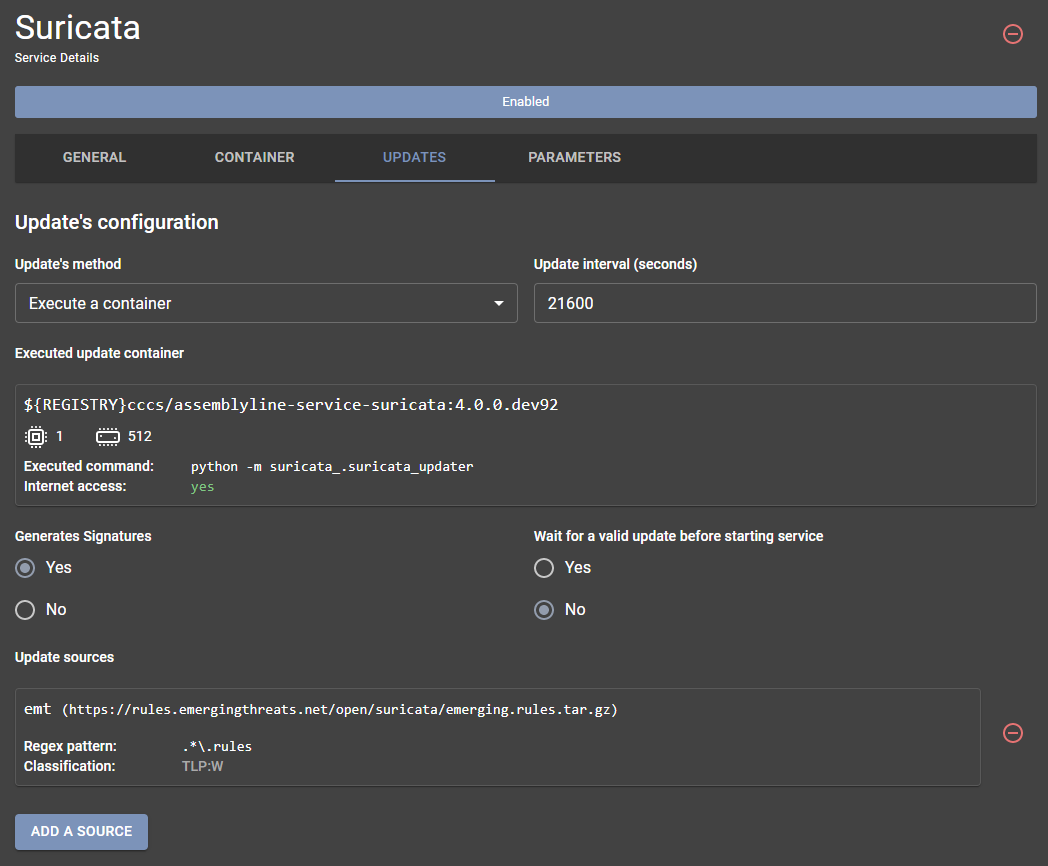 Suricata
Service Details
Enabled
GENERAL CONTAINER UPDATES PARAMETERS
Update's configuration
Update's method Update interval (seconds)
Execute a container 21600
Executed update container
${REGISTRY}cccs/assemblyline-service-suricata:4.0.0.dev92
1 512
Executed command: python -m suricata_.suricata_updater
Internet access: yes
Generates Signatures Wait for a valid update before starting service
Yes Yes
No No
Update sources
emt (https://rules.emergingthreats.net/open/suricata/emerging.rules.tar.gz)
Regex pattern: .*\.rules
Classification: TLP:W
ADD A SOURCE